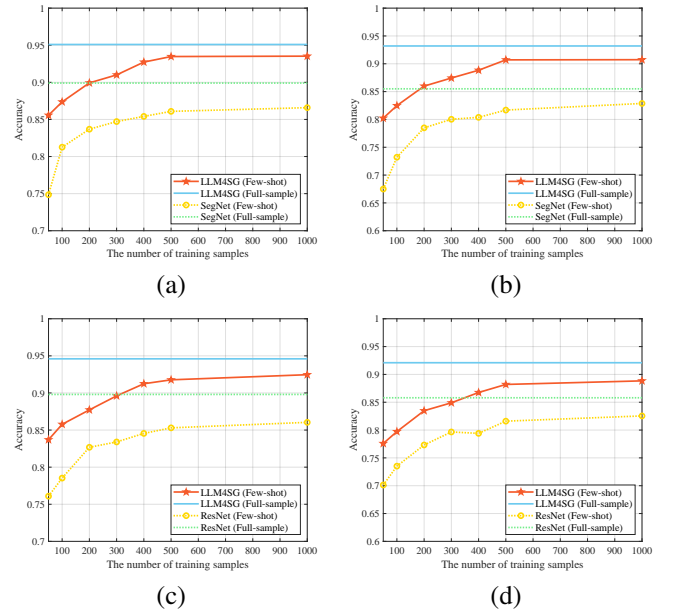 1
0.95
0.9
0.85
0.8
0.75
0.7
Accuracy
LLM4SG (Few-shot)
LLM4SG (Full-sample)
SegNet (Few-shot)
SegNet (Full-sample)
100 200 300 400 500 600 700 800 900 1000
The number of training samples
(a)
1
0.95
0.9
0.85
0.8
0.75
0.7
0.65
0.6
Accuracy
LLM4SG (Few-shot)
LLM4SG (Full-sample)
SegNet (Few-shot)
SegNet (Full-sample)
100 200 300 400 500 600 700 800 900 1000
The number of training samples
(b)
1
0.95
0.9
0.85
0.8
0.75
0.7
Accuracy
LLM4SG (Few-shot)
LLM4SG (Full-sample)
ResNet (Few-shot)
ResNet (Full-sample)
100 200 300 400 500 600 700 800 900 1000
The number of training samples
(c)
1
0.95
0.9
0.85
0.8
0.75
0.7
0.65
0.6
Accuracy
LLM4SG (Few-shot)
LLM4SG (Full-sample)
ResNet (Few-shot)
ResNet (Full-sample)
100 200 300 400 500 600 700 800 900 1000
The number of training samples
(d)